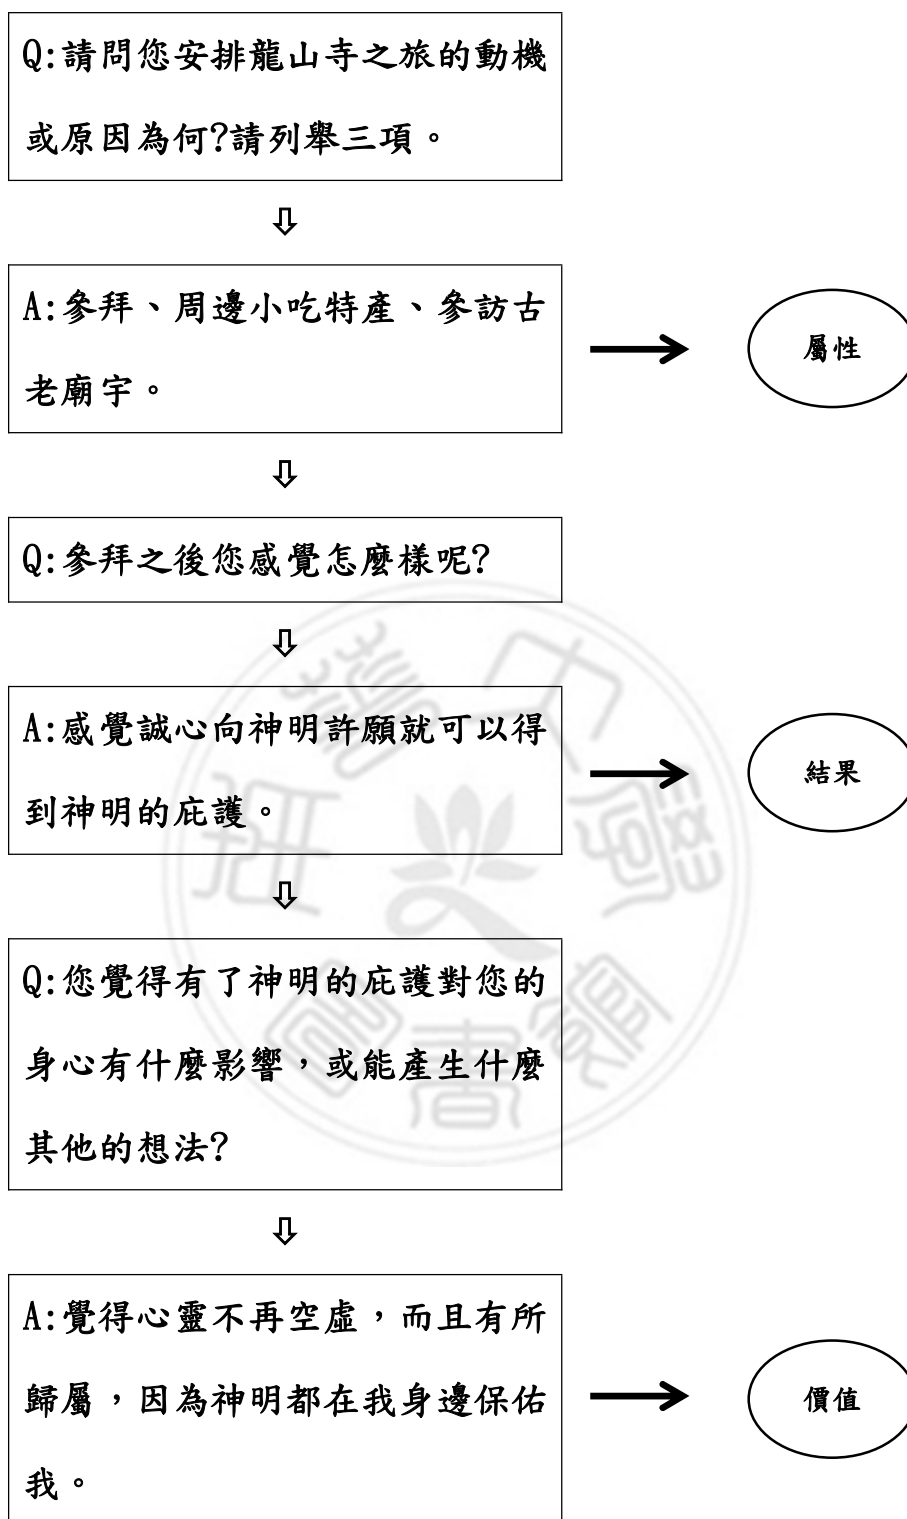 Q:請問您安排龍山寺之旅的動機
或原因為何?請列舉三項。
A:參拜、周邊小吃特產、參訪古
老廟宇。
屬性
Q:參拜之後您感覺怎麼樣呢?
A:感覺誠心向神明許願就可以得
到神明的庇護。
結果
Q:您覺得有了神明的庇護對您的
身心有什麼影響，或能產生什麼
其他的想法?
A:覺得心靈不再空虛，而且有所
歸屬，因為神明都在我身邊保佑
我。
價值